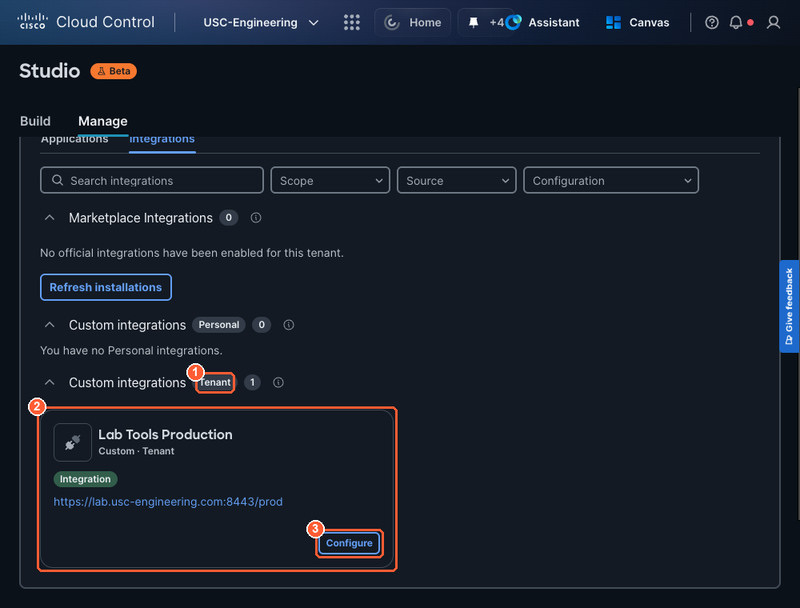 CISCO Cloud Control USC-Engineering Home +4 Assistant Canvas
Studio Beta
Build Manage
Applications Integrations
Search integrations Scope Source Configuration
Marketplace Integrations 0
No official integrations have been enabled for this tenant.
Refresh installations
Custom integrations Personal 0
You have no Personal integrations.
1
Custom integrations Tenant 1
2
Lab Tools Production
Custom · Tenant
Integration
https://lab.usc-engineering.com:8443/prod
3
Configure
Give feedback